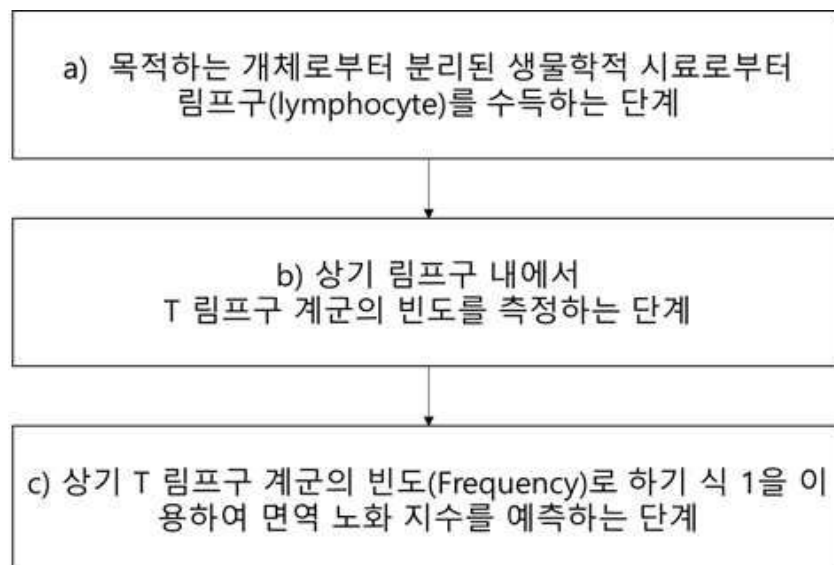 a) 목적하는 개체로부터 분리된 생물학적 시료로부터
림프구(lymphocyte)를 수득하는 단계
b) 상기 림프구 내에서
T 림프구 계군의 빈도를 측정하는 단계
c) 상기 T 림프구 계군의 빈도(Frequency)로 하기 식 1을 이
용하여 면역 노화 지수를 예측하는 단계